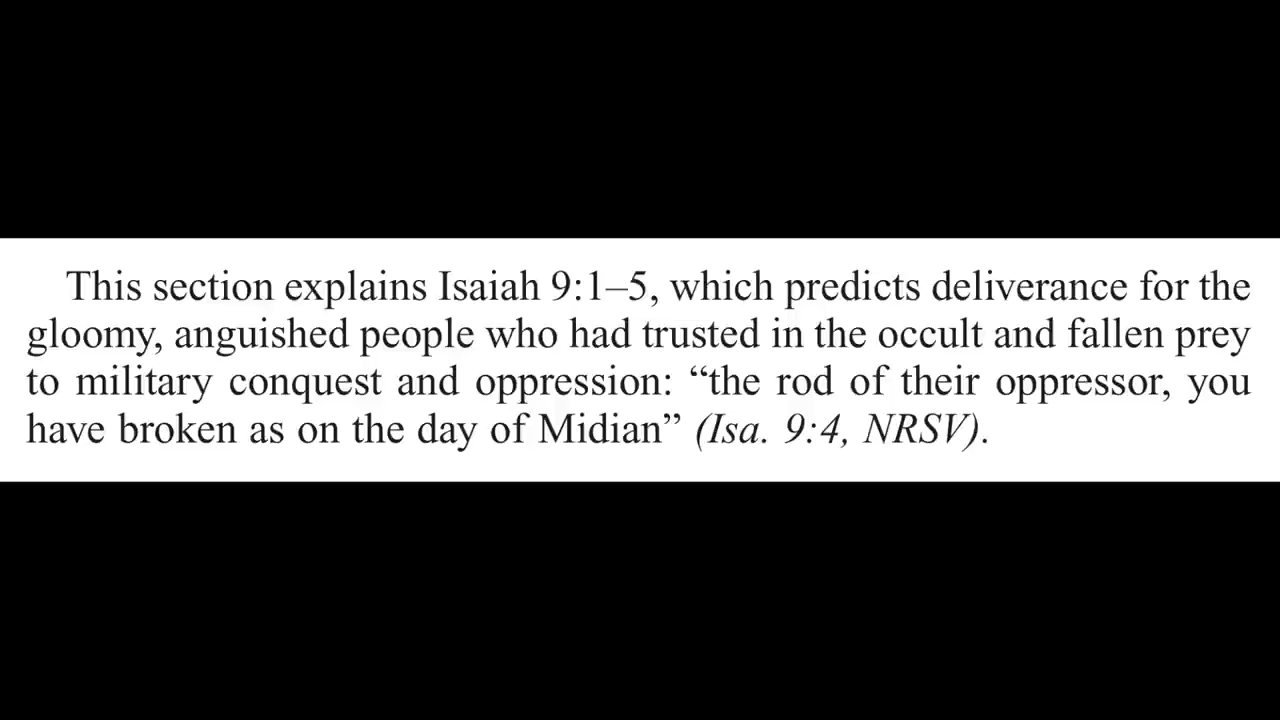 This section explains Isaiah 9:1–5, which predicts deliverance for the
gloomy, anguished people who had trusted in the occult and fallen prey
to military conquest and oppression: “the rod of their oppressor, you
have broken as on the day of Midian” (Isa. 9:4, NRSV).